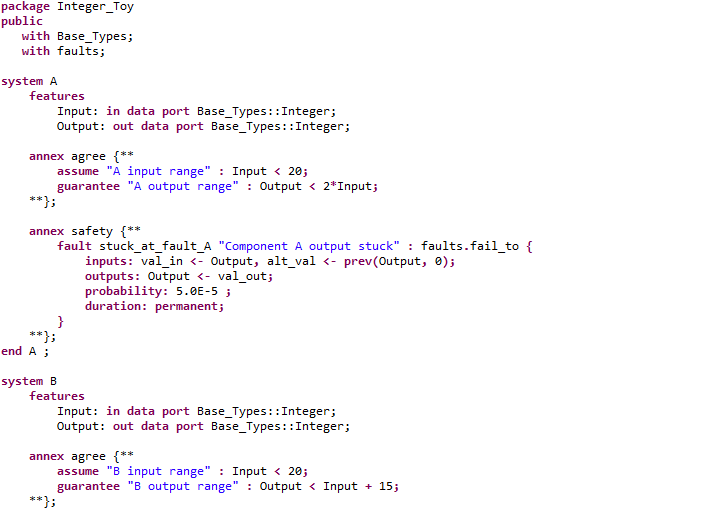 package Integer_Toy
public
   with Base_Types;
   with faults;

system A
    features
        Input: in data port Base_Types::Integer;
        Output: out data port Base_Types::Integer;

    annex agree {**
        assume "A input range" : Input < 20;
        guarantee "A output range" : Output < 2*Input;
    **};

    annex safety {**
        fault stuck_at_fault_A "Component A output stuck" : faults.fail_to {
            inputs: val_in <- Output, alt_val <- prev(Output, 0);
            outputs: Output <- val_out;
            probability: 5.0E-5 ;
            duration: permanent;
        }
    **};
end A ;

system B
    features
        Input: in data port Base_Types::Integer;
        Output: out data port Base_Types::Integer;

    annex agree {**
        assume "B input range" : Input < 20;
        guarantee "B output range" : Output < Input + 15;
    **};